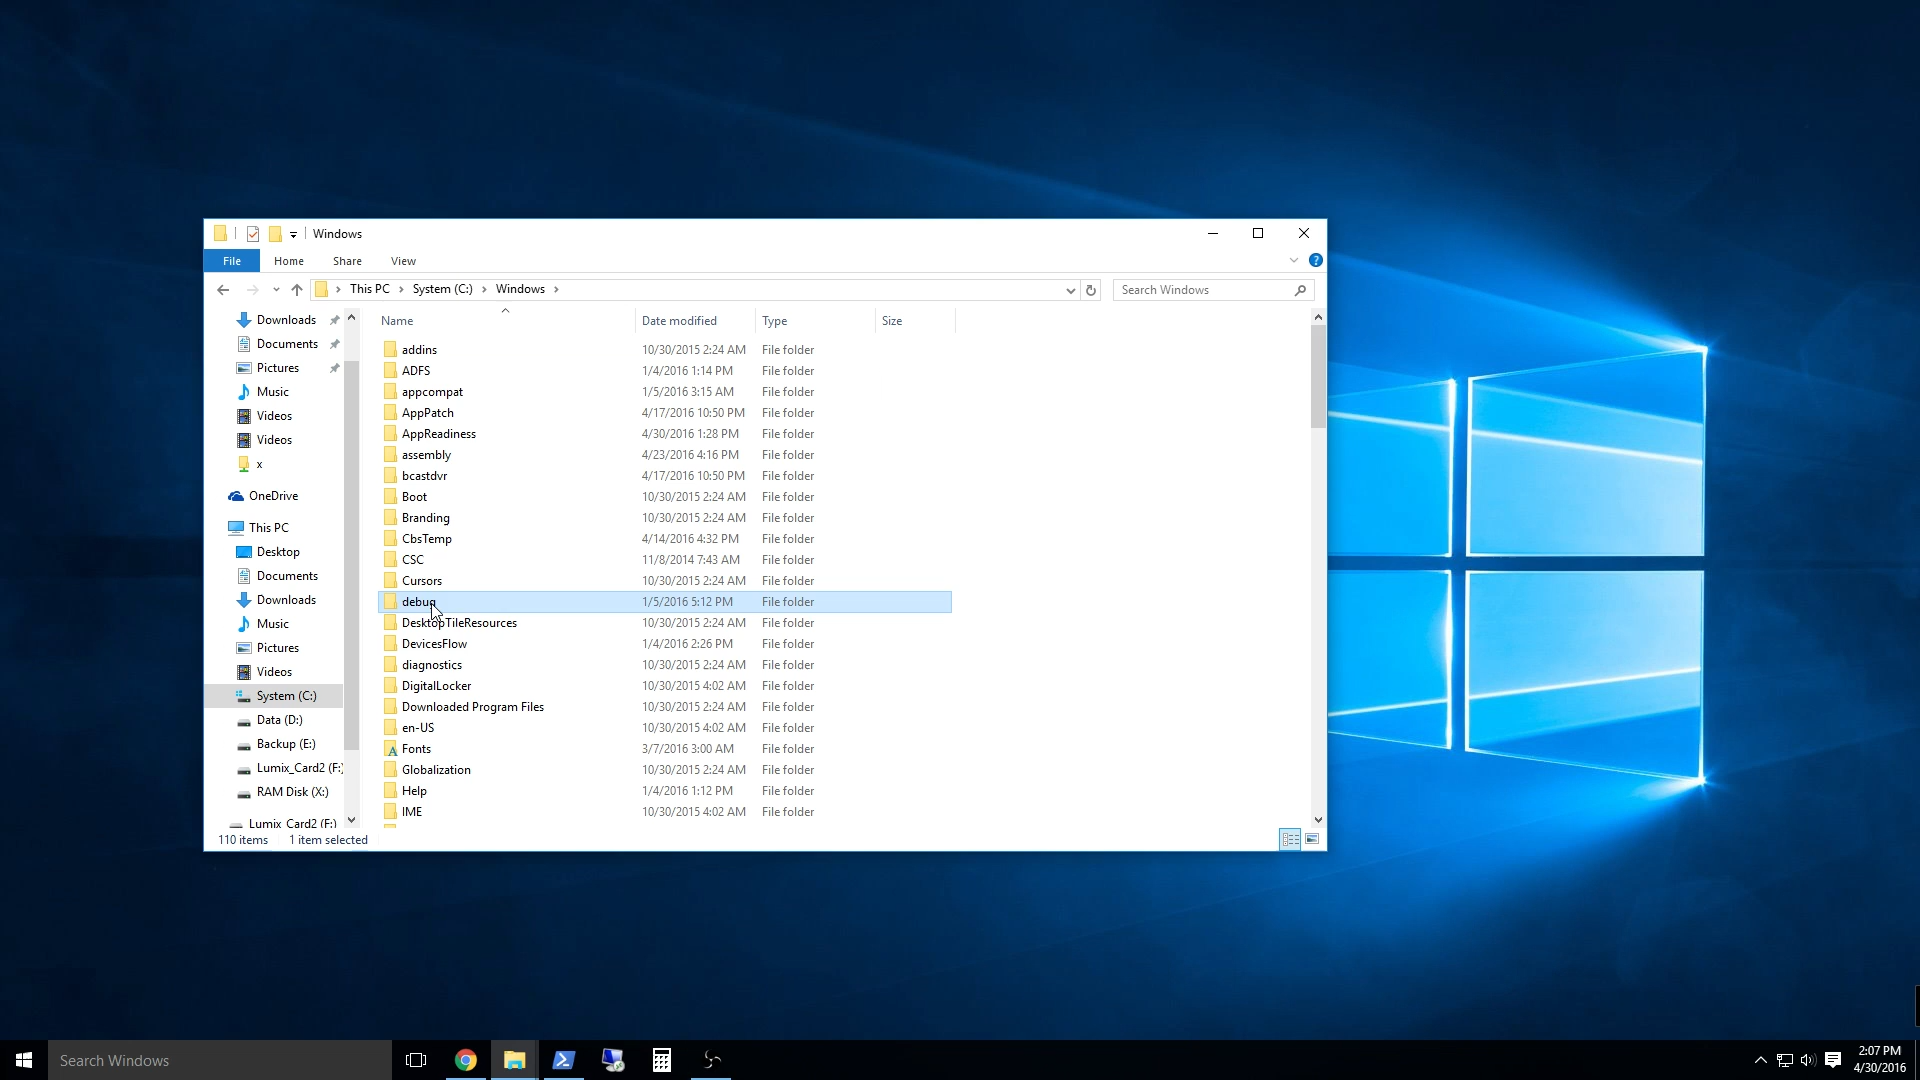 Windows
File Home Share View
This PC System (C:) Windows
Search Windows
Downloads
Documents
Pictures
Music
Videos
Videos
x
OneDrive
This PC
Desktop
Documents
Downloads
Music
Pictures
Videos
System (C:)
Data (D:)
Backup (E:)
Lumix_Card2 (F:)
RAM Disk (X:)
Lumix_Card2 (F:)
Name Date modified Type Size
addins 10/30/2015 2:24 AM File folder
ADFS 1/4/2016 1:14 PM File folder
appcompat 1/5/2016 3:15 AM File folder
AppPatch 4/17/2016 10:50 PM File folder
AppReadiness 4/30/2016 1:28 PM File folder
assembly 4/23/2016 4:16 PM File folder
bcastdvr 4/17/2016 10:50 PM File folder
Boot 10/30/2015 2:24 AM File folder
Branding 10/30/2015 2:24 AM File folder
CbsTemp 4/14/2016 4:32 PM File folder
CSC 11/8/2014 7:43 AM File folder
Cursors 10/30/2015 2:24 AM File folder
debug 1/5/2016 5:12 PM File folder
DesktopTileResources 10/30/2015 2:24 AM File folder
DevicesFlow 1/4/2016 2:26 PM File folder
diagnostics 10/30/2015 2:24 AM File folder
DigitalLocker 10/30/2015 4:02 AM File folder
Downloaded Program Files 10/30/2015 2:24 AM File folder
en-US 10/30/2015 4:02 AM File folder
Fonts 3/7/2016 3:00 AM File folder
Globalization 10/30/2015 2:24 AM File folder
Help 1/4/2016 1:12 PM File folder
IME 10/30/2015 4:02 AM File folder
110 items 1 item selected
Search Windows
2:07 PM
4/30/2016